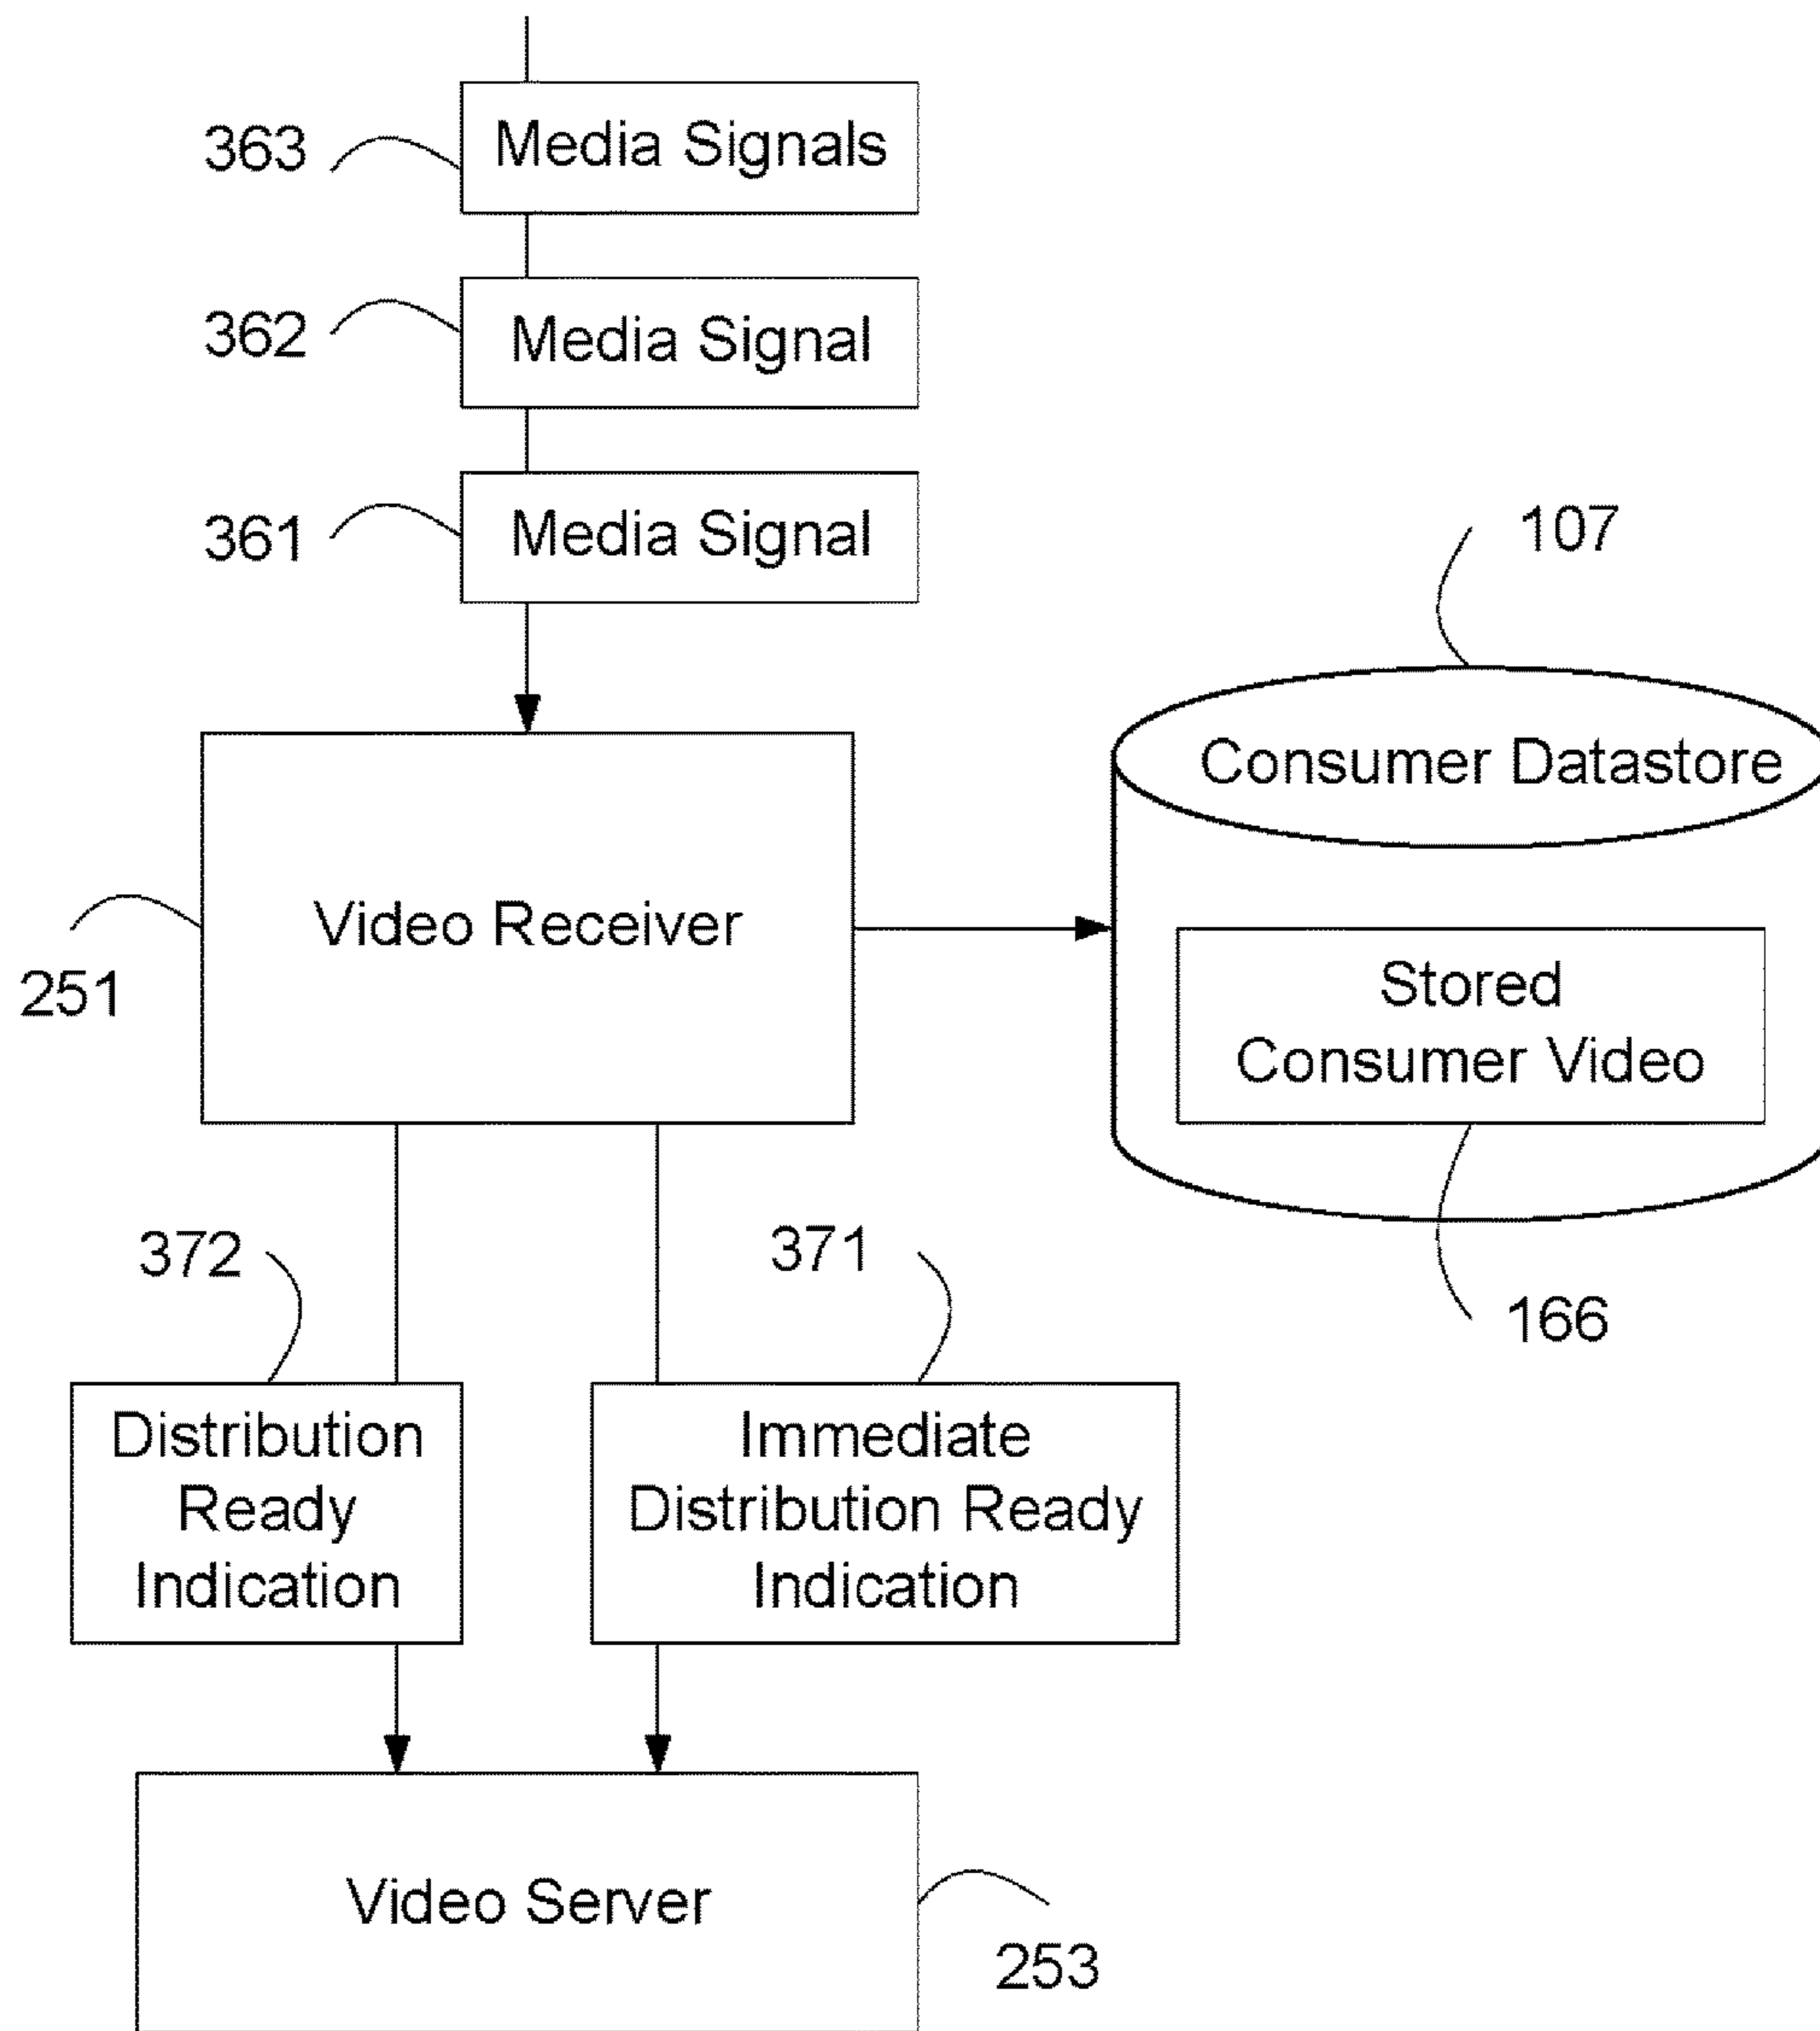 363
Media Signals
362
Media Signal
361
Media Signal
107
Consumer Datastore
Video Receiver
251
Stored
Consumer Video
166
372
371
Distribution
Ready
Indication
Immediate
Distribution Ready
Indication
Video Server
253